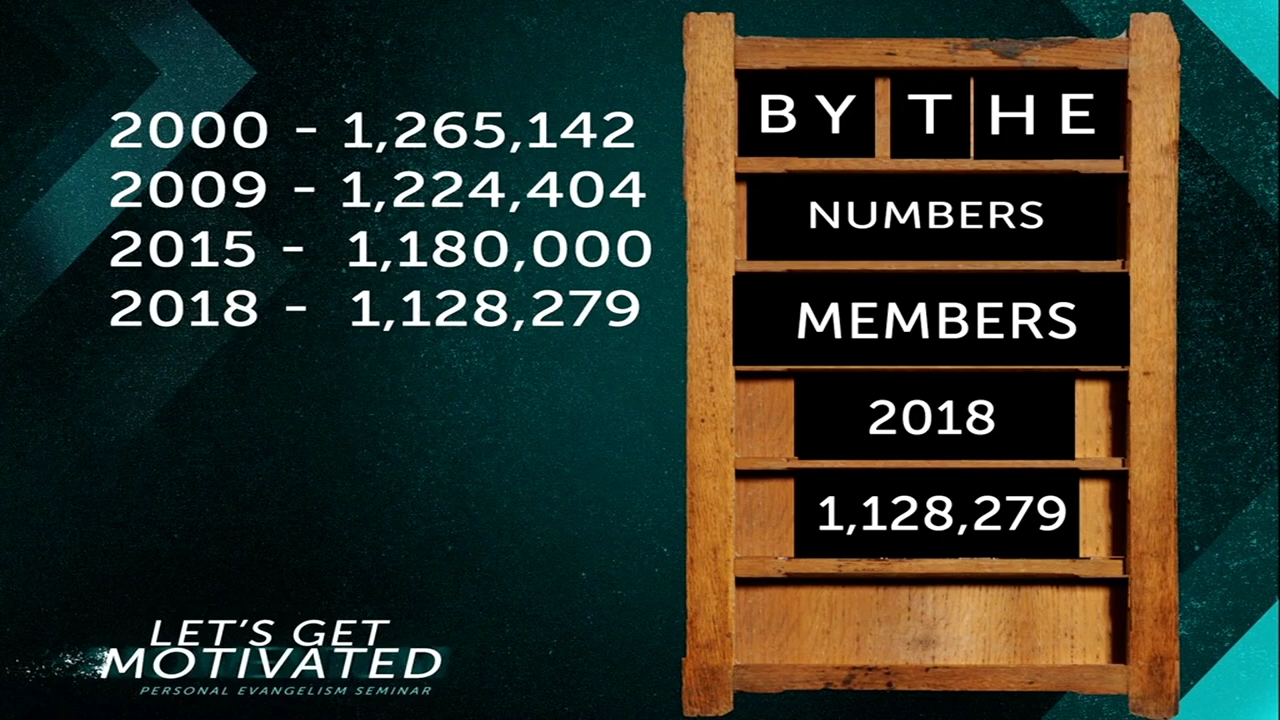 2000 - 1,265,142
2009 - 1,224,404
2015 - 1,180,000
2018 - 1,128,279
BY THE
NUMBERS
MEMBERS
2018
1,128,279
LET'S GET
MOTIVATED
PERSONAL EVANGELISM SEMINAR